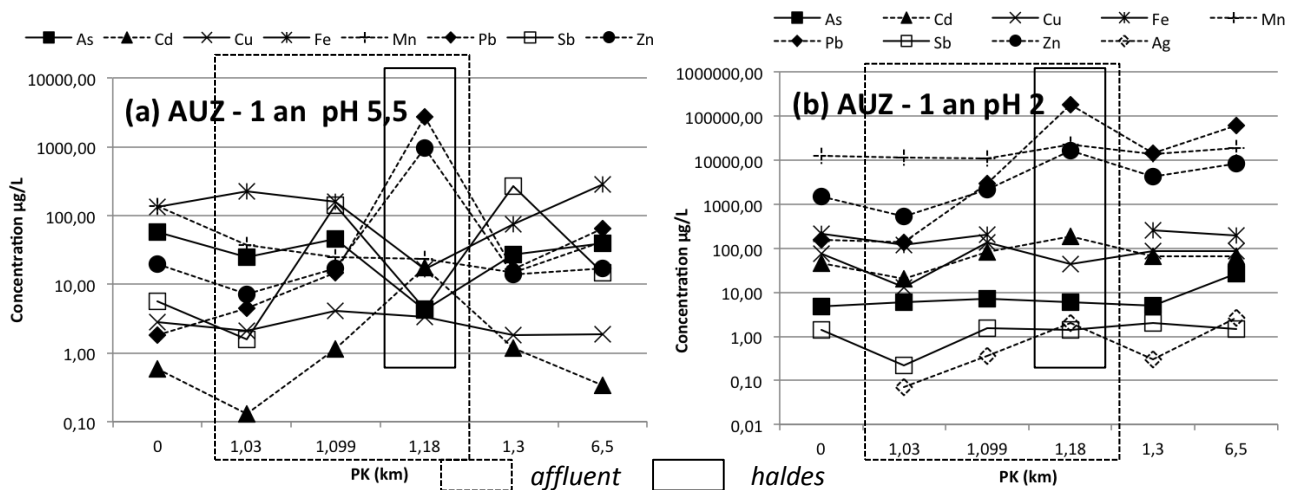 As Cd Cu Fe Mn Pb Sb Zn
10000,00
1000,00
100,00
10,00
1,00
0,10
Concentration µg/L
(a) AUZ - 1 an pH 5,5
0 1,03 1,099 1,18 1,3 6,5
PK (km)
As Cd Cu Fe Mn
Pb Sb Zn Ag
1000000,00
100000,00
10000,00
1000,00
100,00
10,00
1,00
0,10
0,01
Concentration µg/L
(b) AUZ - 1 an pH 2
0 1,03 1,099 1,18 1,3 6,5
PK (km)
affluent haldes